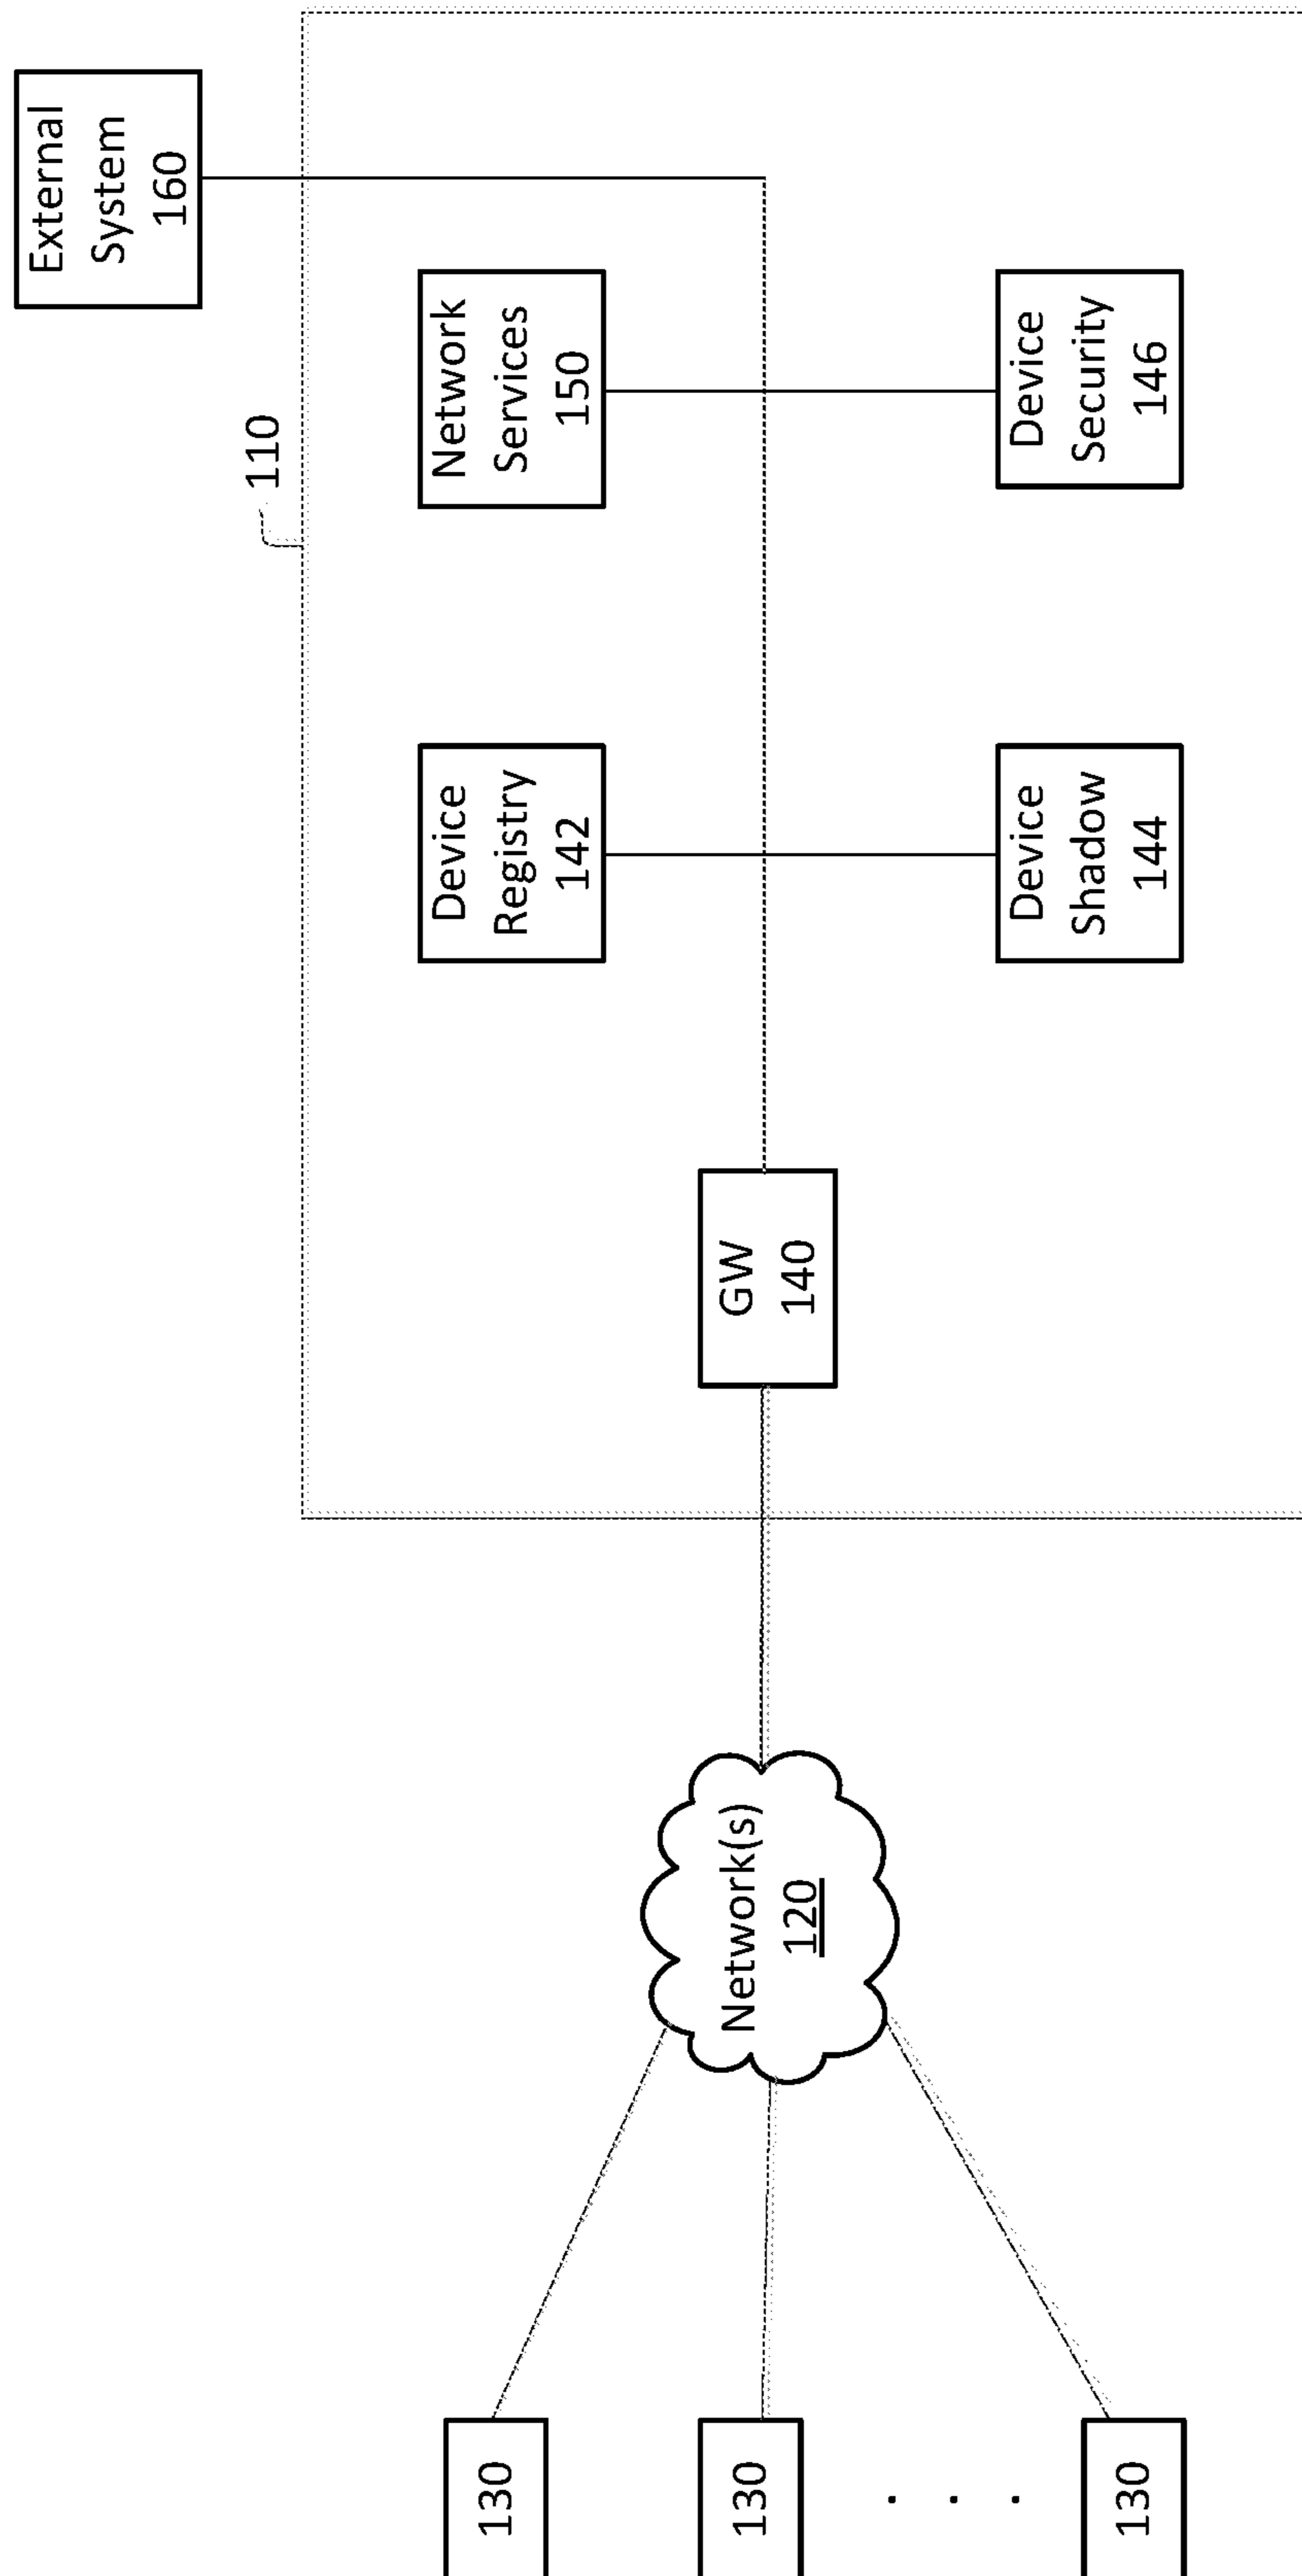 External
System
160
110
Network
Services
150
Device
Registry
142
Device
Security
146
Device
Shadow
144
GW
140
Network(s)
120
130
130
. . .
130